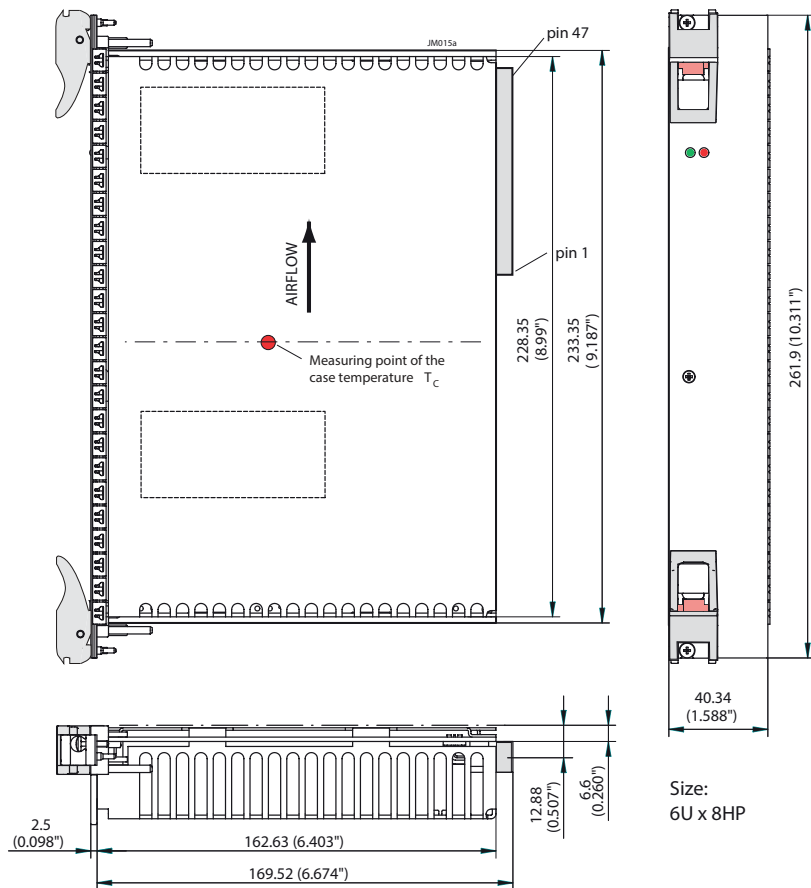 JM015a
pin 47
AIRFLOW
pin 1
Measuring point of the
case temperature TC
228.35
(8.99")
233.35
( 9.187")
261.9 (10.311")
40.34
(1.588")
12.88
(0.507")
6.6
(0.260")
2.5
(0.098")
162.63 (6.403")
169.52 (6.674")
Size:
6U x 8HP